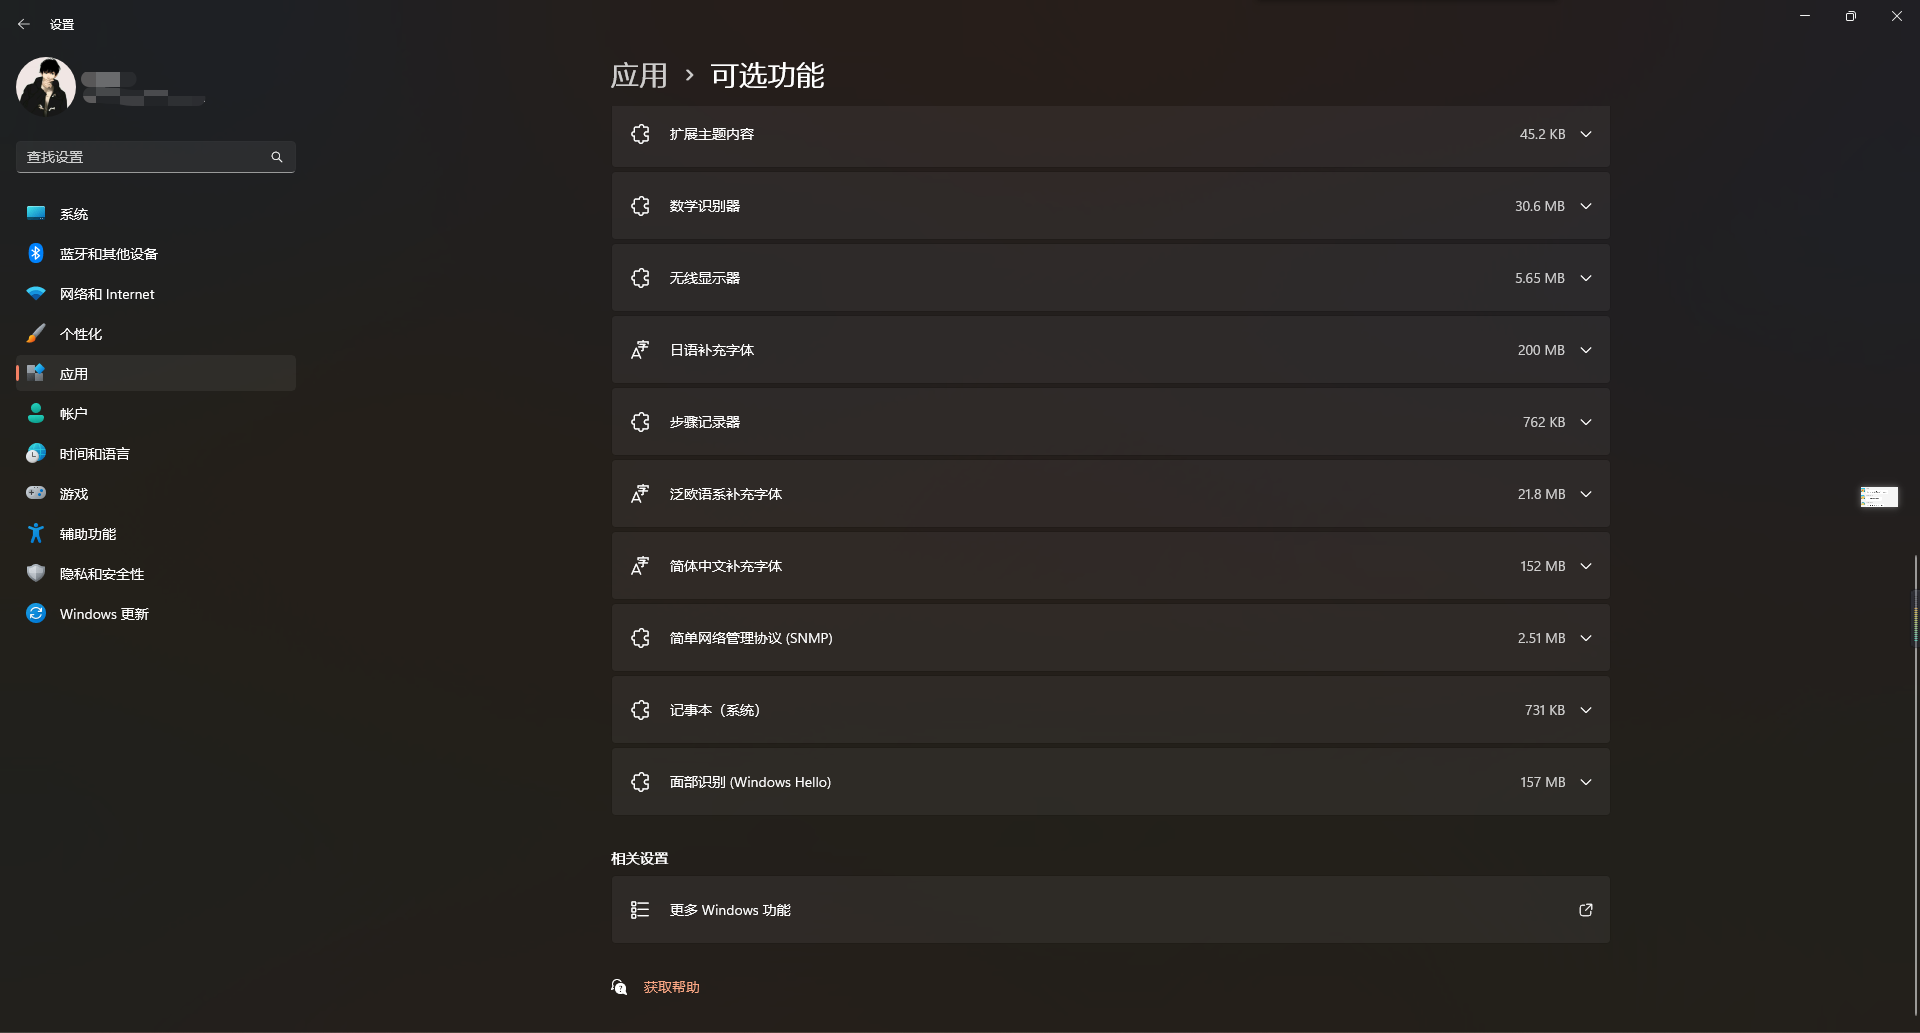 设置
查找设置
系统
蓝牙和其他设备
网络和 Internet
个性化
应用
帐户
时间和语言
游戏
辅助功能
隐私和安全性
Windows 更新
应用 › 可选功能
扩展主题内容 45.2 KB
数学识别器 30.6 MB
无线显示器 5.65 MB
日语补充字体 200 MB
步骤记录器 762 KB
泛欧语系补充字体 21.8 MB
简体中文补充字体 152 MB
简单网络管理协议 (SNMP) 2.51 MB
记事本（系统） 731 KB
面部识别 (Windows Hello) 157 MB
相关设置
更多 Windows 功能
获取帮助